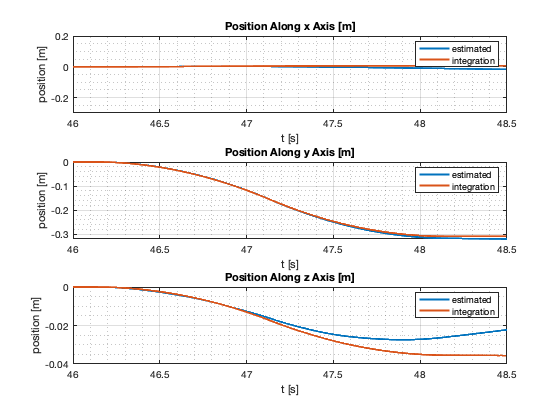 Position Along x Axis [m]
0.2
0
-0.2
position [m]
estimated
integration
46
46.5
47
47.5
48
48.5
t [s]
Position Along y Axis [m]
0
-0.1
-0.2
-0.3
position [m]
estimated
integration
46
46.5
47
47.5
48
48.5
t [s]
Position Along z Axis [m]
0
-0.02
-0.04
position [m]
estimated
integration
46
46.5
47
47.5
48
48.5
t [s]